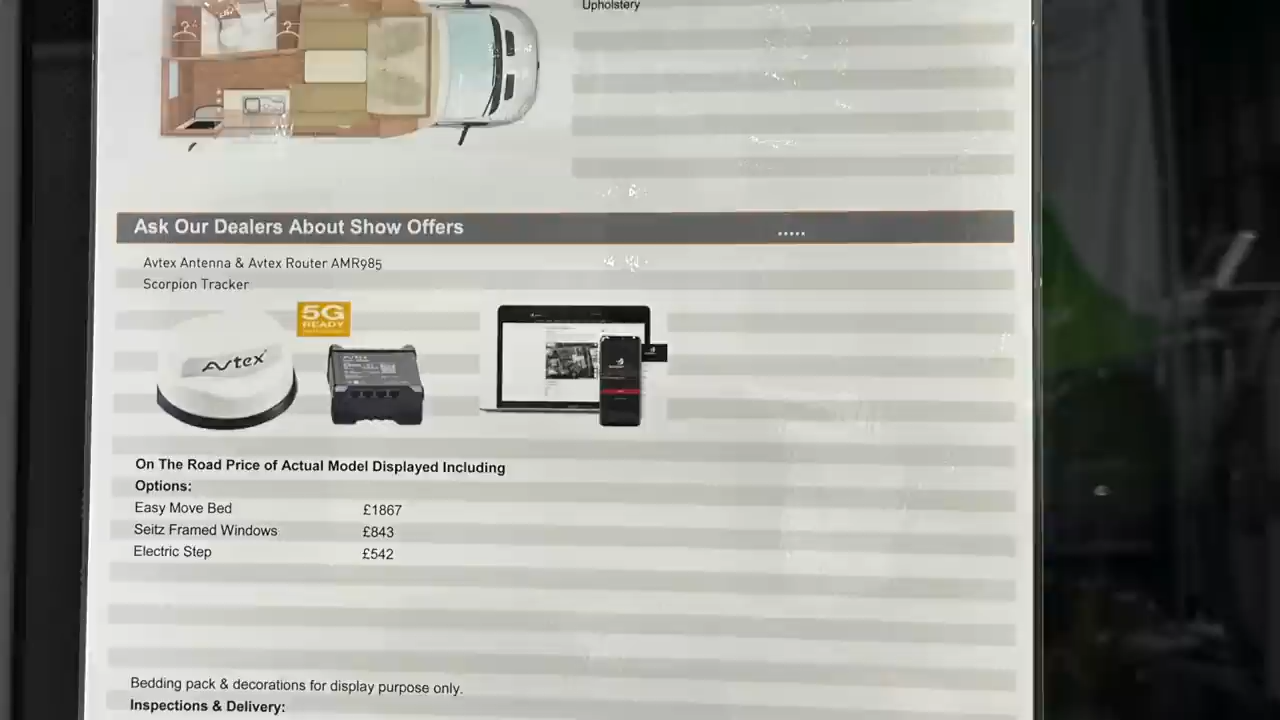 Upholstery
Ask Our Dealers About Show Offers
.....
Avtex Antenna & Avtex Router AMR985
Scorpion Tracker
5G
READY
Avtex
AVTEX
On The Road Price of Actual Model Displayed Including
Options:
Easy Move Bed £1867
Seitz Framed Windows £843
Electric Step £542
Bedding pack & decorations for display purpose only.
Inspections & Delivery: